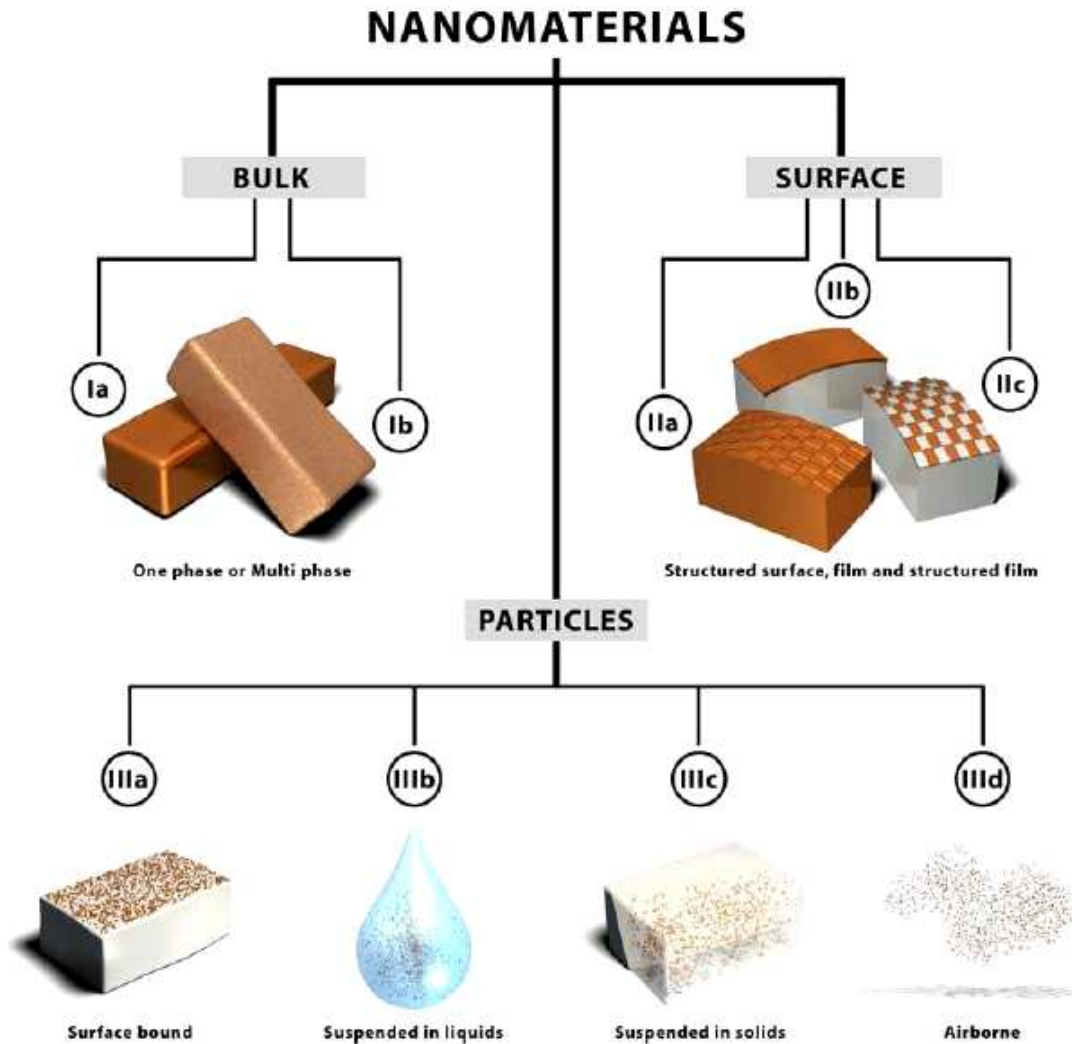 NANOMATERIALS
BULK
SURFACE
IIb
Ia
IIc
IIa
Ib
One phase or Multi phase
Structured surface, film and structured film
PARTICLES
IIIa
IIIb
IIIc
IIId
Surface bound
Suspended in liquids
Suspended in solids
Airborne